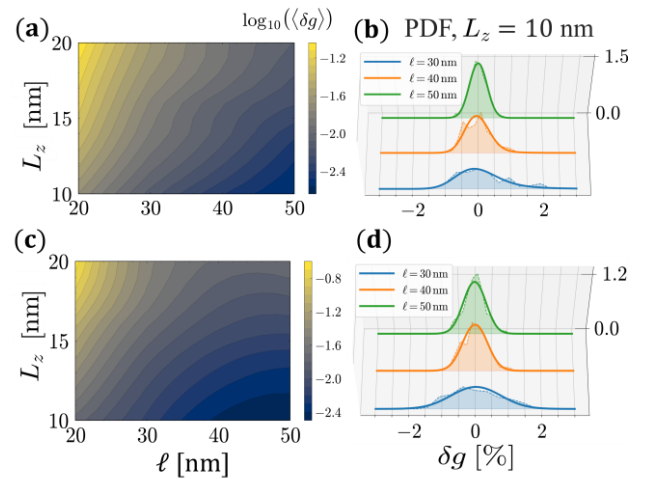 (a)
log₁₀(⟨δg⟩)
20
15
10
L_z [nm]
20 30 40 50
−1.2
−1.6
−2.0
−2.4
(b) PDF, L_z = 10 nm
ℓ = 30 nm
ℓ = 40 nm
ℓ = 50 nm
1.5
0.0
−2 0 2
(c)
20
15
10
L_z [nm]
20 30 40 50
ℓ [nm]
−0.8
−1.2
−1.6
−2.0
−2.4
(d)
ℓ = 30 nm
ℓ = 40 nm
ℓ = 50 nm
1.2
0.0
−2 0 2
δg [%]